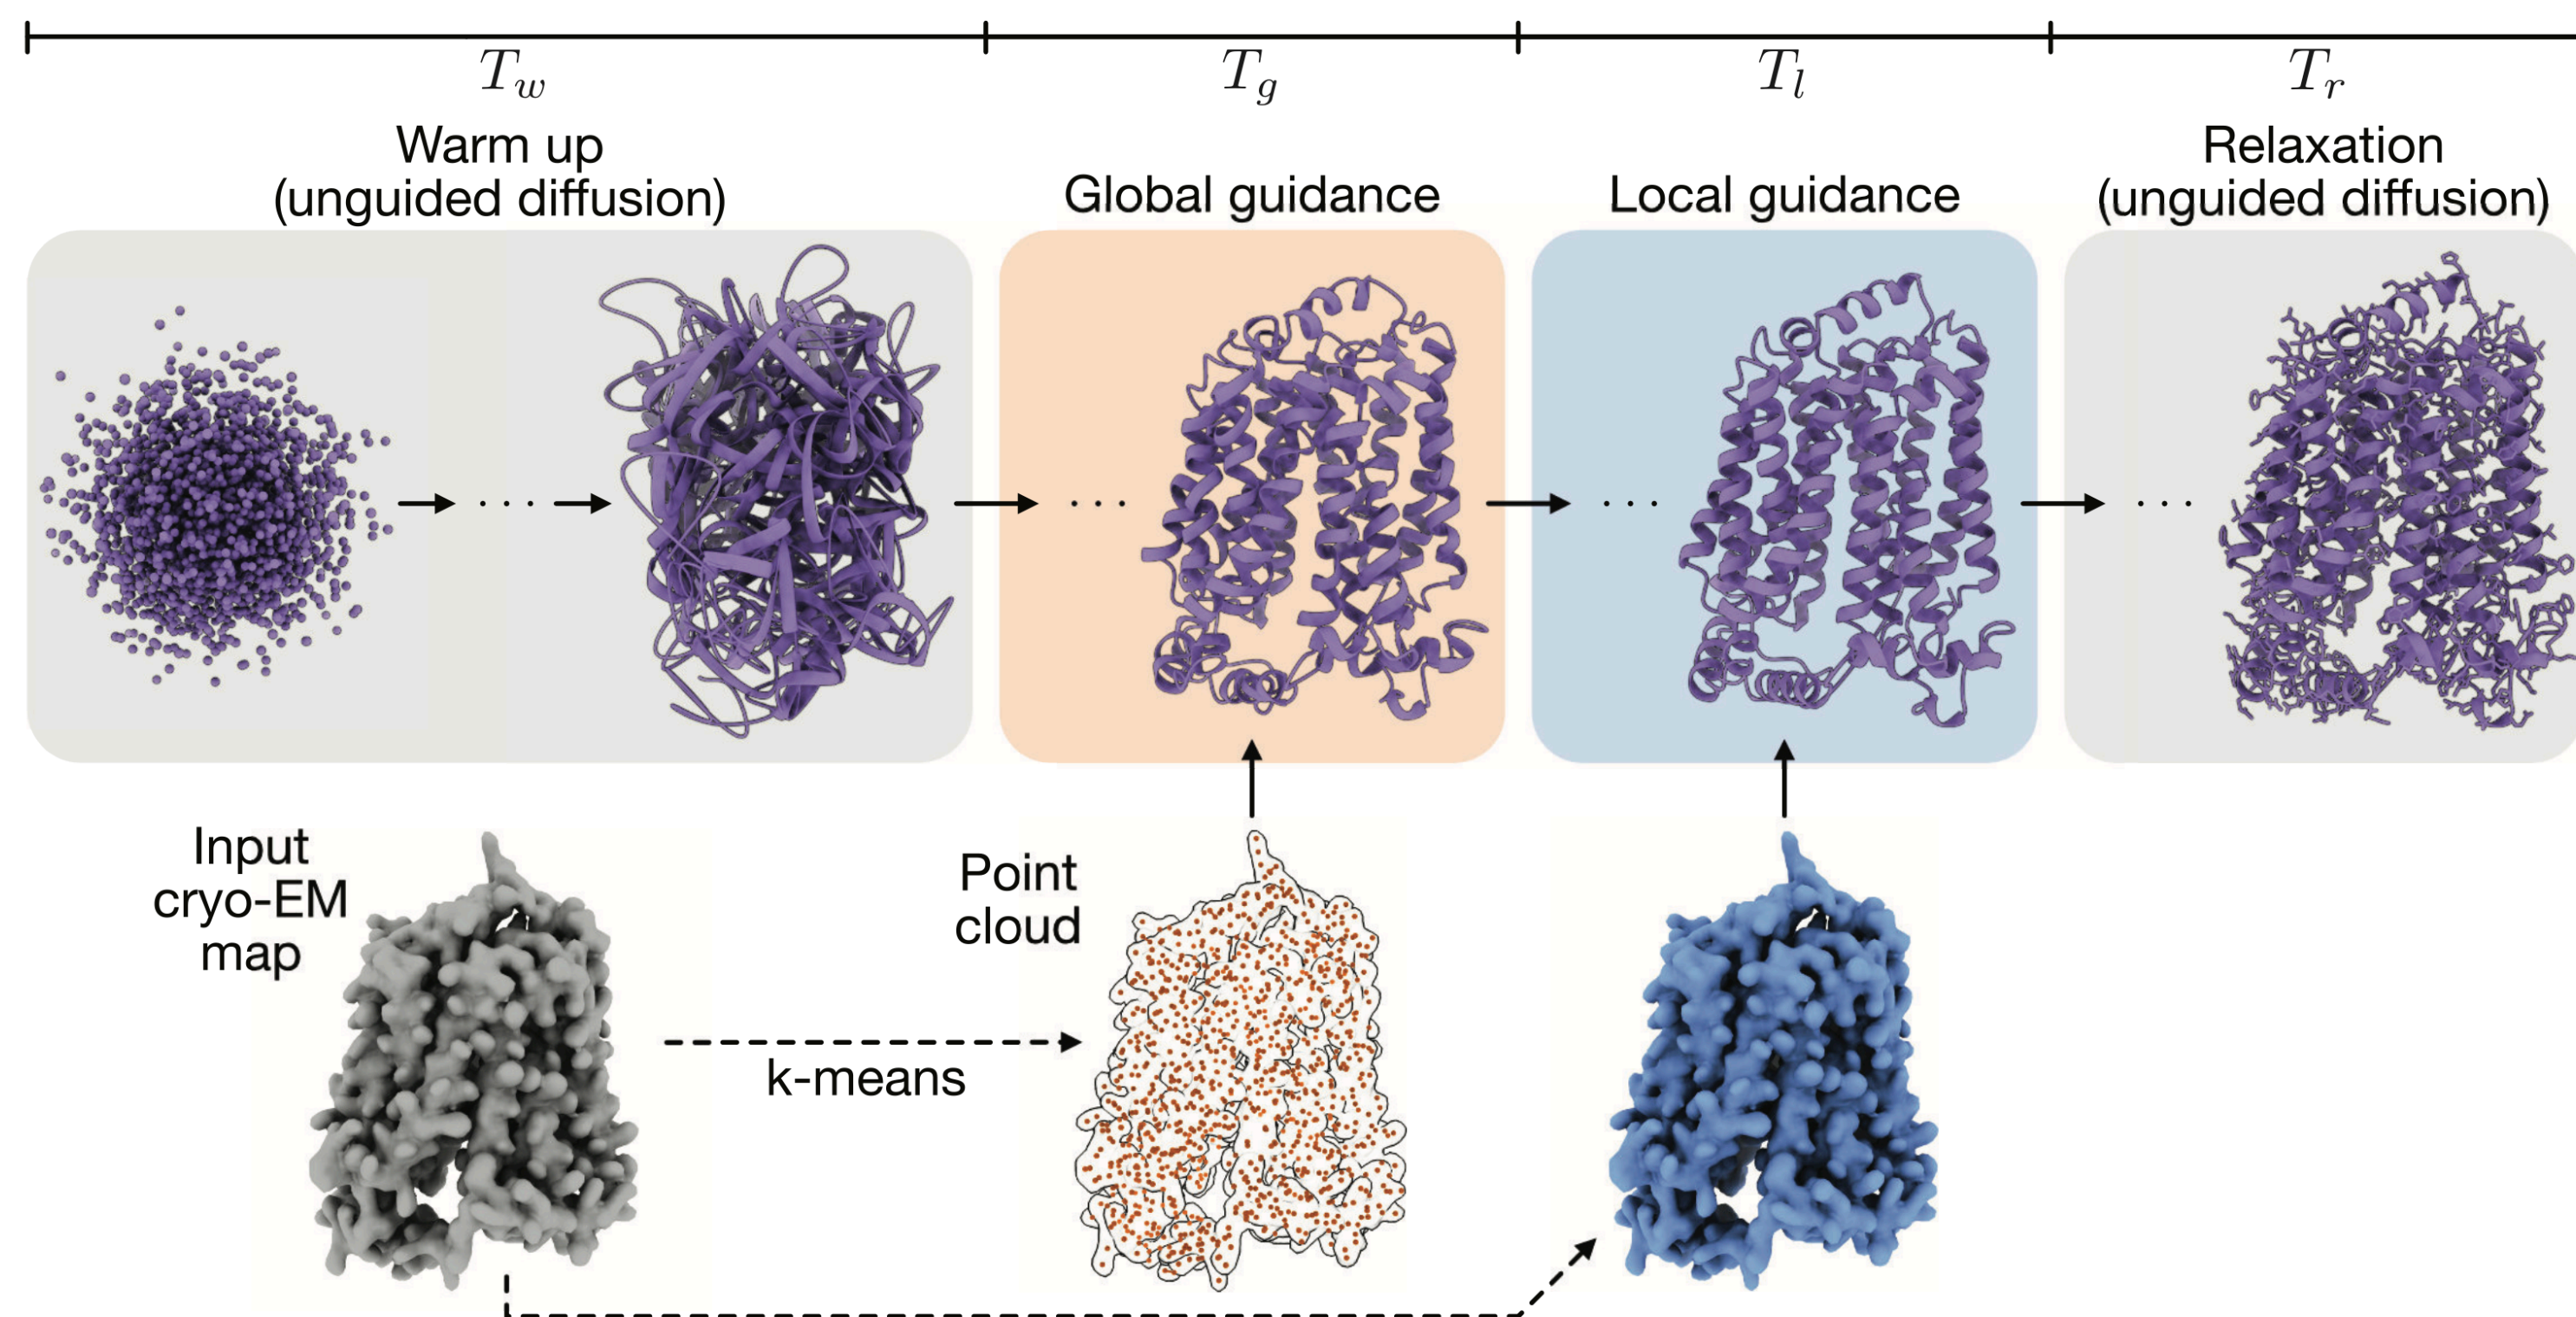 T_w
T_g
T_l
T_r
Warm up
(unguided diffusion)
Global guidance
Local guidance
Relaxation
(unguided diffusion)
Input
cryo-EM
map
Point
cloud
k-means